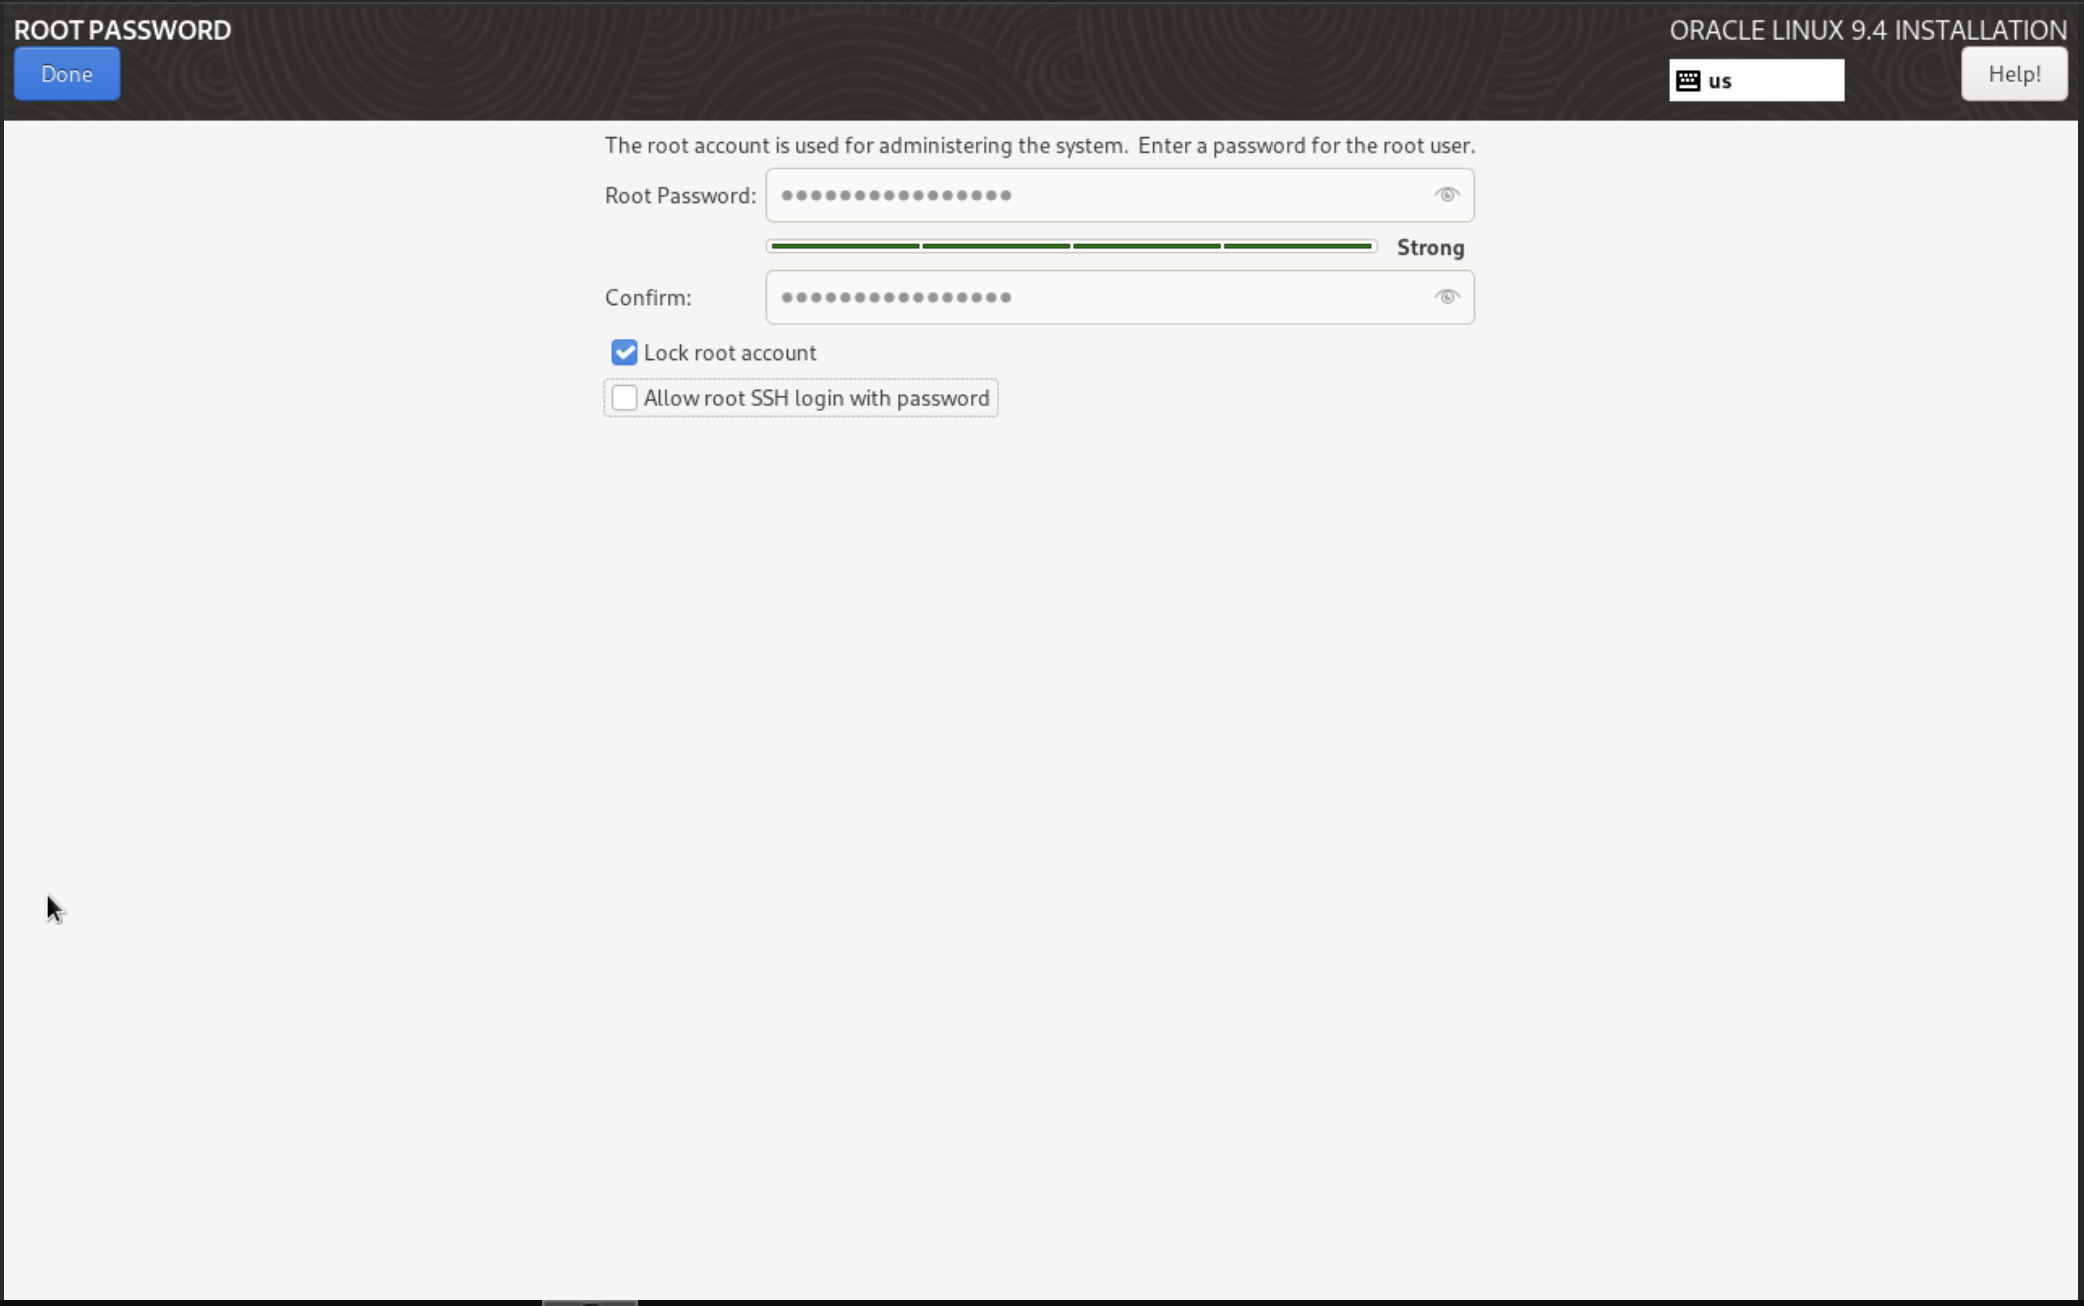 ROOT PASSWORD
Done
ORACLE LINUX 9.4 INSTALLATION
us
Help!
The root account is used for administering the system. Enter a password for the root user.
Root Password: ●●●●●●●●●●●●●●●●
Strong
Confirm: ●●●●●●●●●●●●●●●●
Lock root account
Allow root SSH login with password